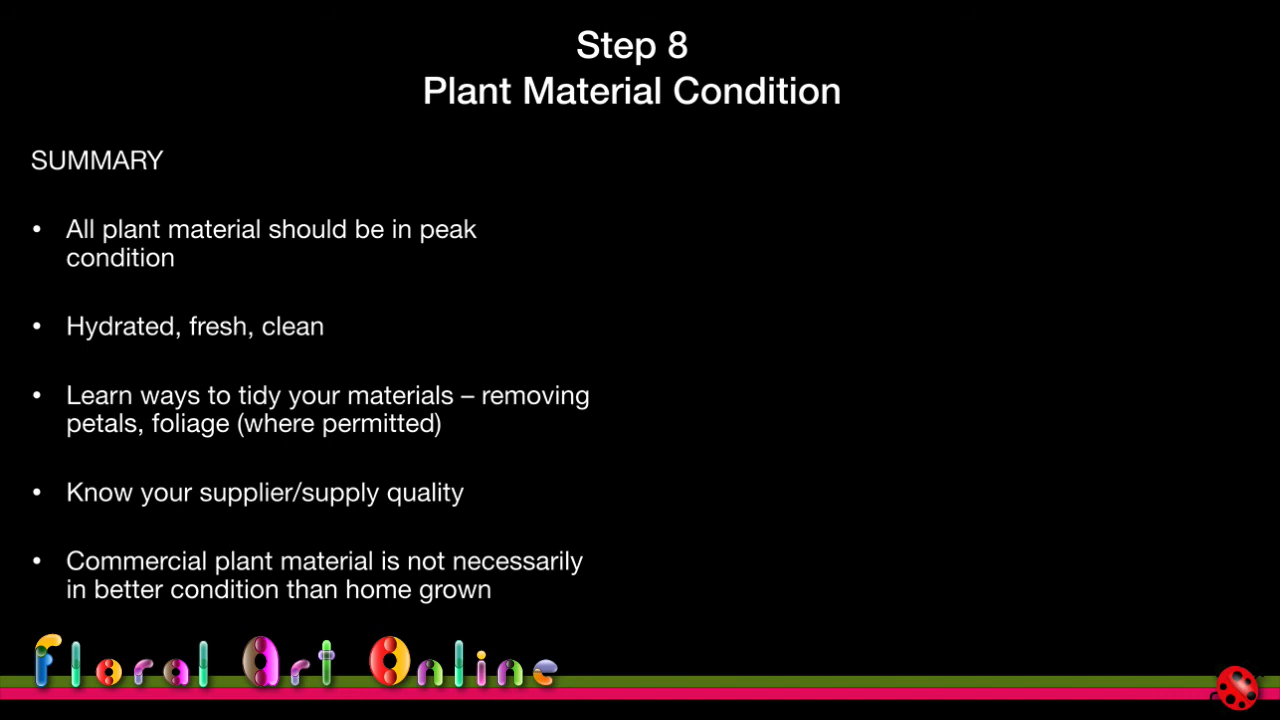 Step 8
Plant Material Condition
SUMMARY
• All plant material should be in peak
condition
• Hydrated, fresh, clean
• Learn ways to tidy your materials – removing
petals, foliage (where permitted)
• Know your supplier/supply quality
• Commercial plant material is not necessarily
in better condition than home grown
Floral Art Online